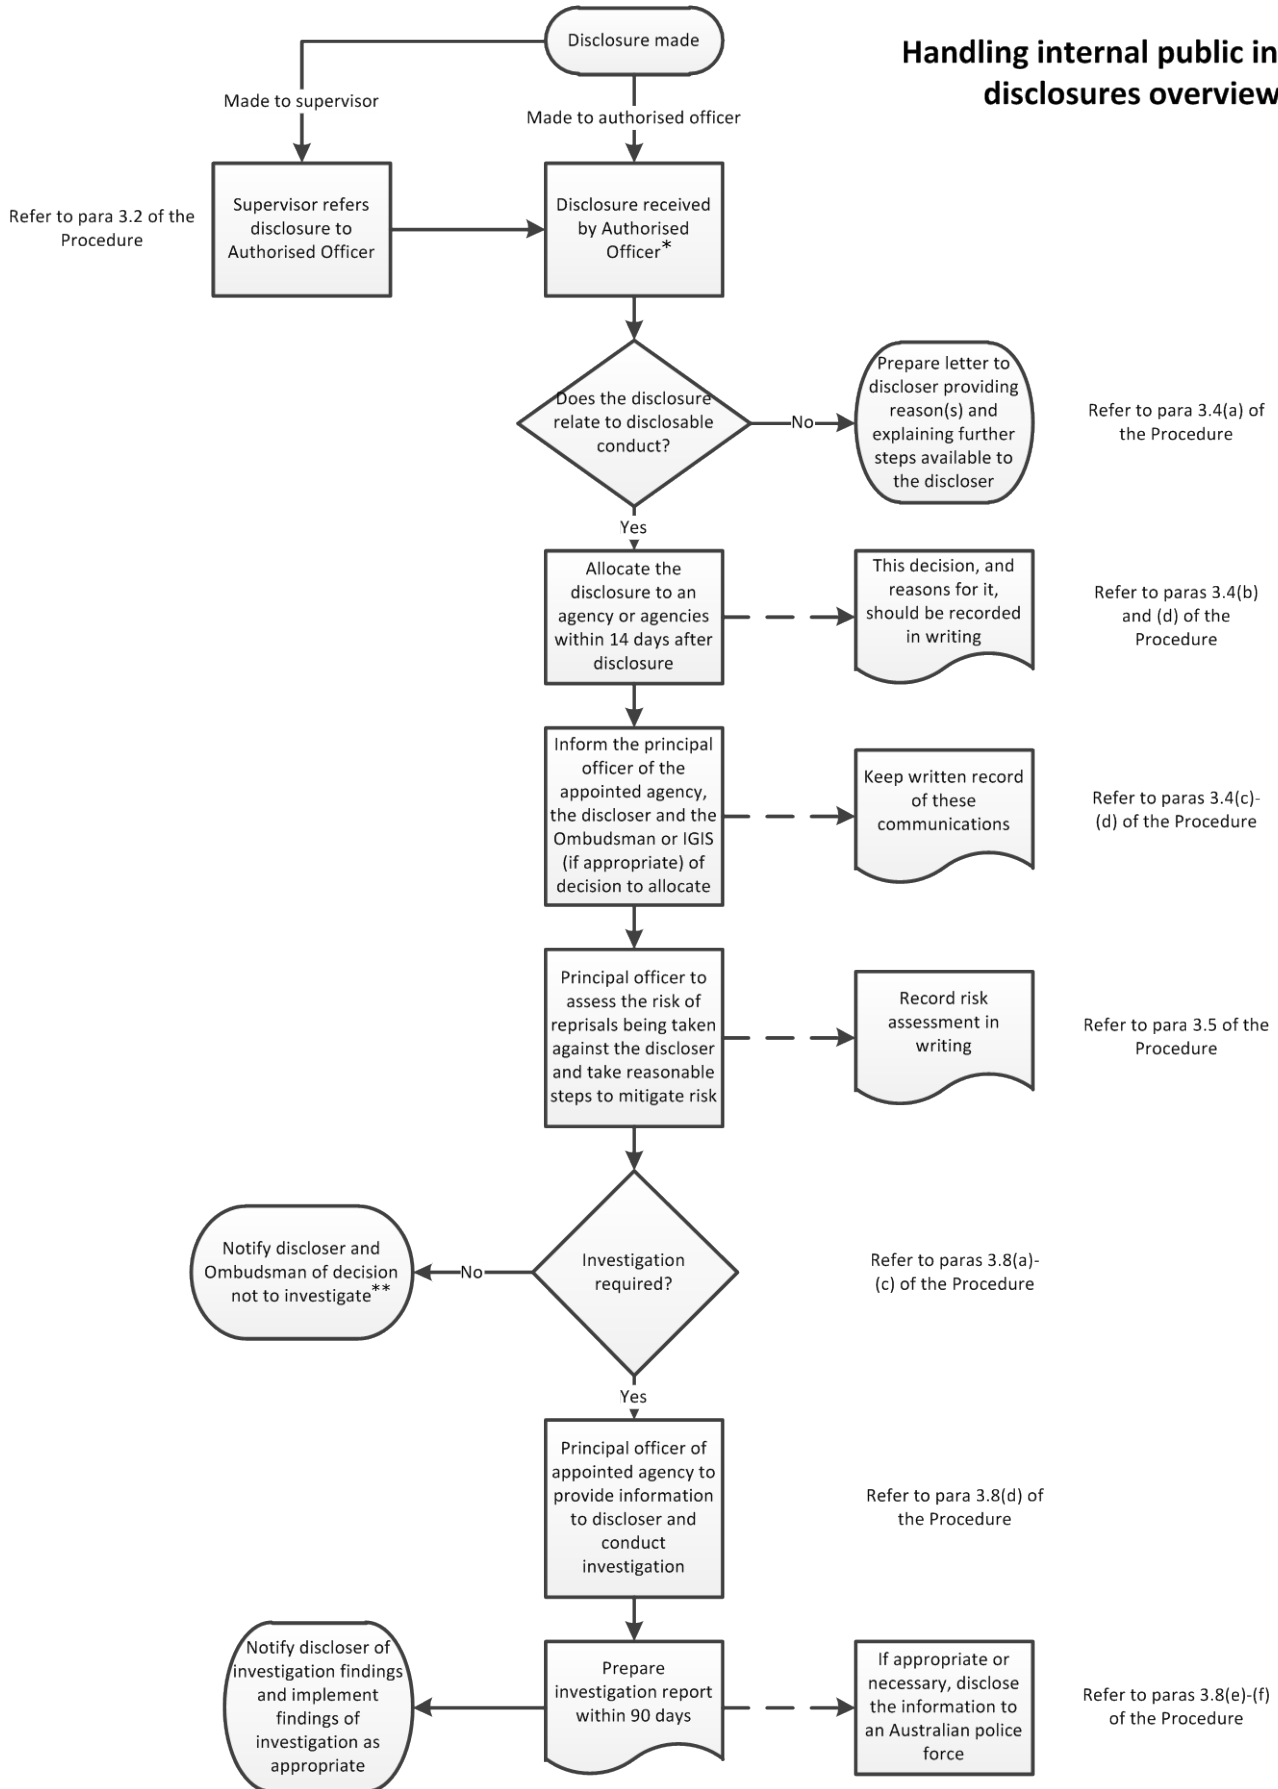 Disclosure made
Handling internal public in
disclosures overview
Made to supervisor
Made to authorised officer
Refer to para 3.2 of the
Procedure
Supervisor refers
disclosure to
Authorised Officer
Disclosure received
by Authorised
Officer*
Does the disclosure
relate to disclosable
conduct?
No
Prepare letter to
discloser providing
reason(s) and
explaining further
steps available to
the discloser
Refer to para 3.4(a) of
the Procedure
Yes
Allocate the
disclosure to an
agency or agencies
within 14 days after
disclosure
This decision, and
reasons for it,
should be recorded
in writing
Refer to paras 3.4(b)
and (d) of the
Procedure
Inform the principal
officer of the
appointed agency,
the discloser and the
Ombudsman or IGIS
(if appropriate) of
decision to allocate
Keep written record
of these
communications
Refer to paras 3.4(c)-
(d) of the Procedure
Principal officer to
assess the risk of
reprisals being taken
against the discloser
and take reasonable
steps to mitigate risk
Record risk
assessment in
writing
Refer to para 3.5 of the
Procedure
Notify discloser and
Ombudsman of decision
not to investigate**
No
Investigation
required?
Refer to paras 3.8(a)-
(c) of the Procedure
Yes
Principal officer of
appointed agency to
provide information
to discloser and
conduct
investigation
Refer to para 3.8(d) of
the Procedure
Notify discloser of
investigation findings
and implement
findings of
investigation as
appropriate
Prepare
investigation report
within 90 days
If appropriate or
necessary, disclose
the information to
an Australian police
force
Refer to paras 3.8(e)-(f)
of the Procedure